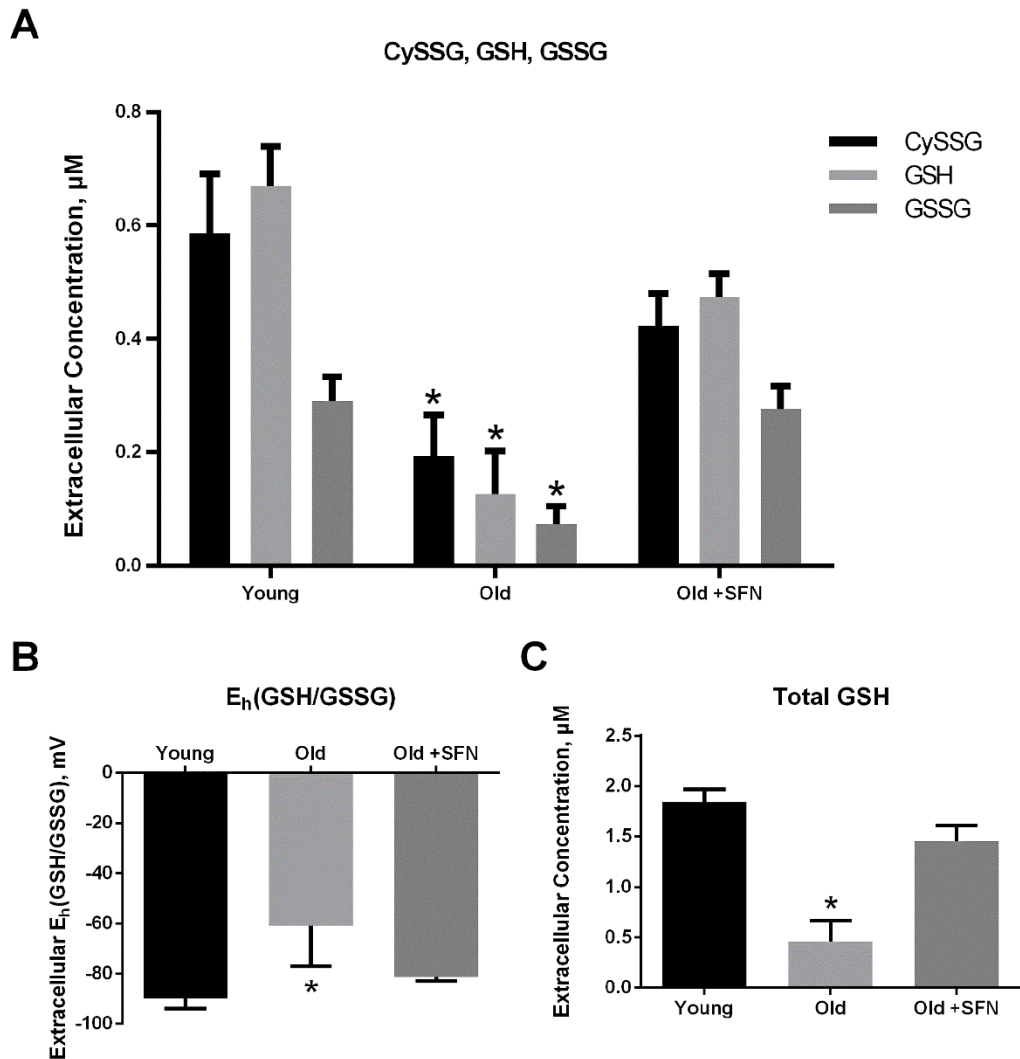 A
CySSG, GSH, GSSG
Extracellular Concentration, µM
0.8
0.6
0.4
0.2
0.0
*
*
*
Young
Old
Old +SFN
CySSG
GSH
GSSG
B
Eh(GSH/GSSG)
Extracellular Eh(GSH/GSSG), mV
Young
Old
Old +SFN
0
-20
-40
-60
-80
-100
*
C
Total GSH
Extracellular Concentration, µM
2.5
2.0
1.5
1.0
0.5
0.0
*
Young
Old
Old +SFN